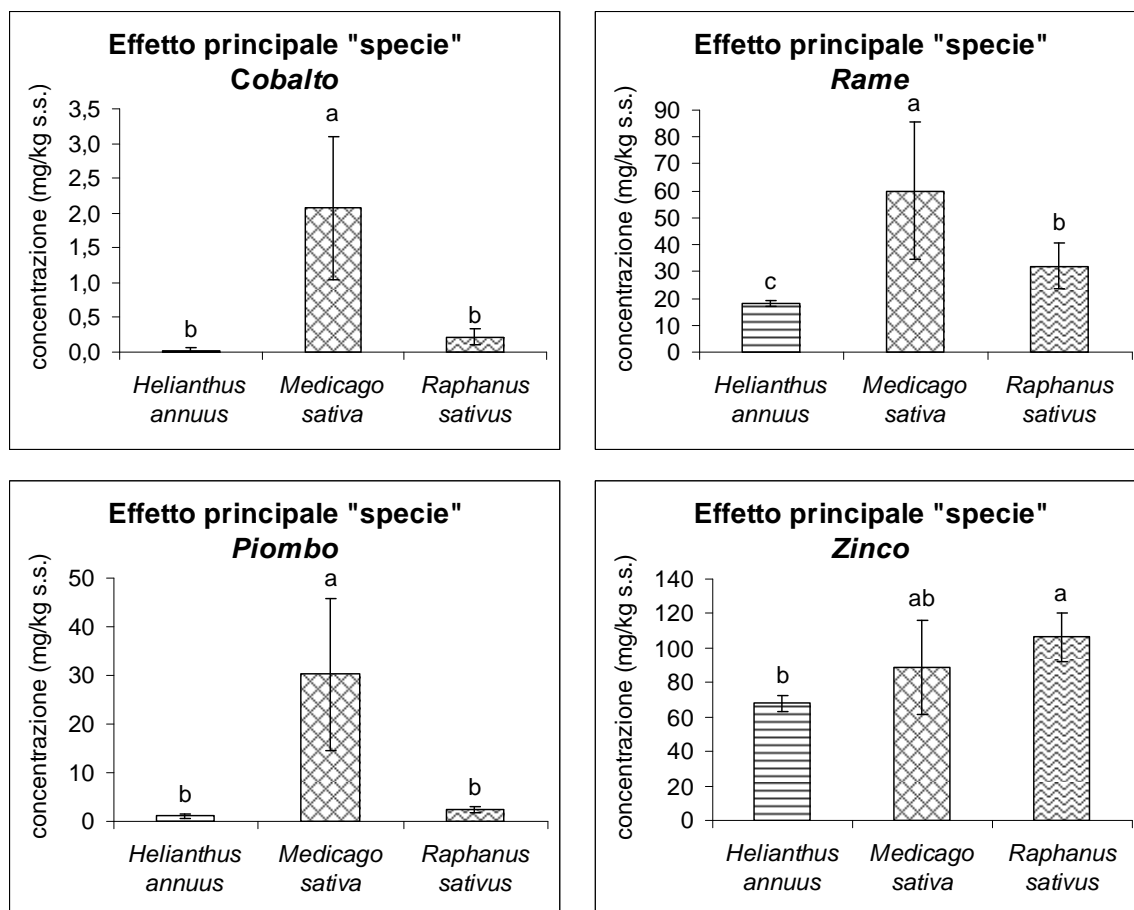 Effetto principale "specie"
Cobalto
concentrazione (mg/kg s.s.)
3,5
3,0
2,5
2,0
1,5
1,0
0,5
0,0
b
a
b
Helianthus annuus
Medicago sativa
Raphanus sativus
Effetto principale "specie"
Rame
concentrazione (mg/kg s.s.)
90
80
70
60
50
40
30
20
10
0
c
a
b
Helianthus annuus
Medicago sativa
Raphanus sativus
Effetto principale "specie"
Piombo
concentrazione (mg/kg s.s.)
50
40
30
20
10
0
b
a
b
Helianthus annuus
Medicago sativa
Raphanus sativus
Effetto principale "specie"
Zinco
concentrazione (mg/kg s.s.)
140
120
100
80
60
40
20
0
b
ab
a
Helianthus annuus
Medicago sativa
Raphanus sativus